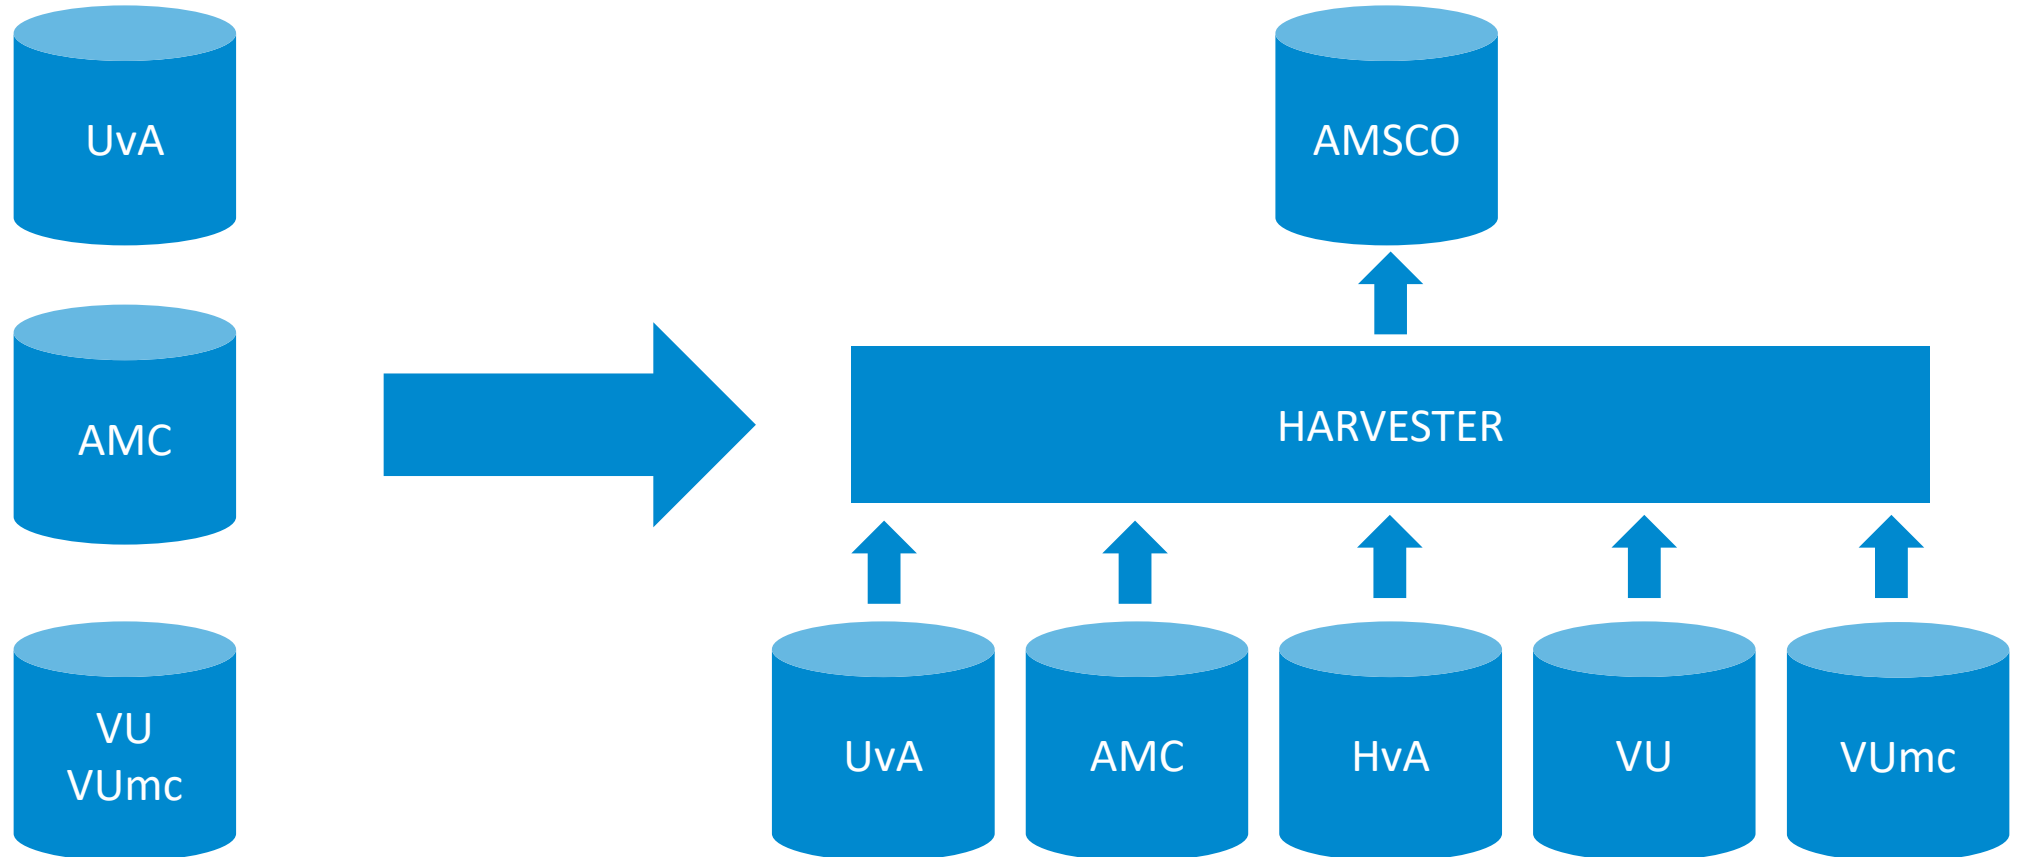 UvA
AMSCO
AMC
HARVESTER
VU
VUmc
UvA
AMC
HvA
VU
VUmc